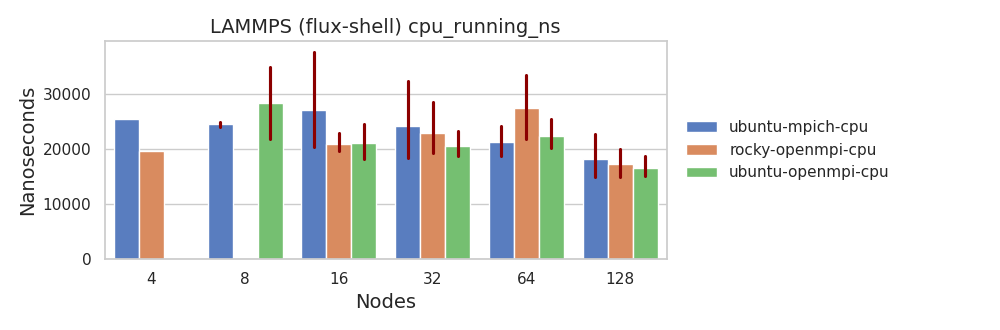 LAMMPS (flux-shell) cpu_running_ns
Nanoseconds
30000
20000
10000
0
4 8 16 32 64 128
Nodes
ubuntu-mpich-cpu
rocky-openmpi-cpu
ubuntu-openmpi-cpu